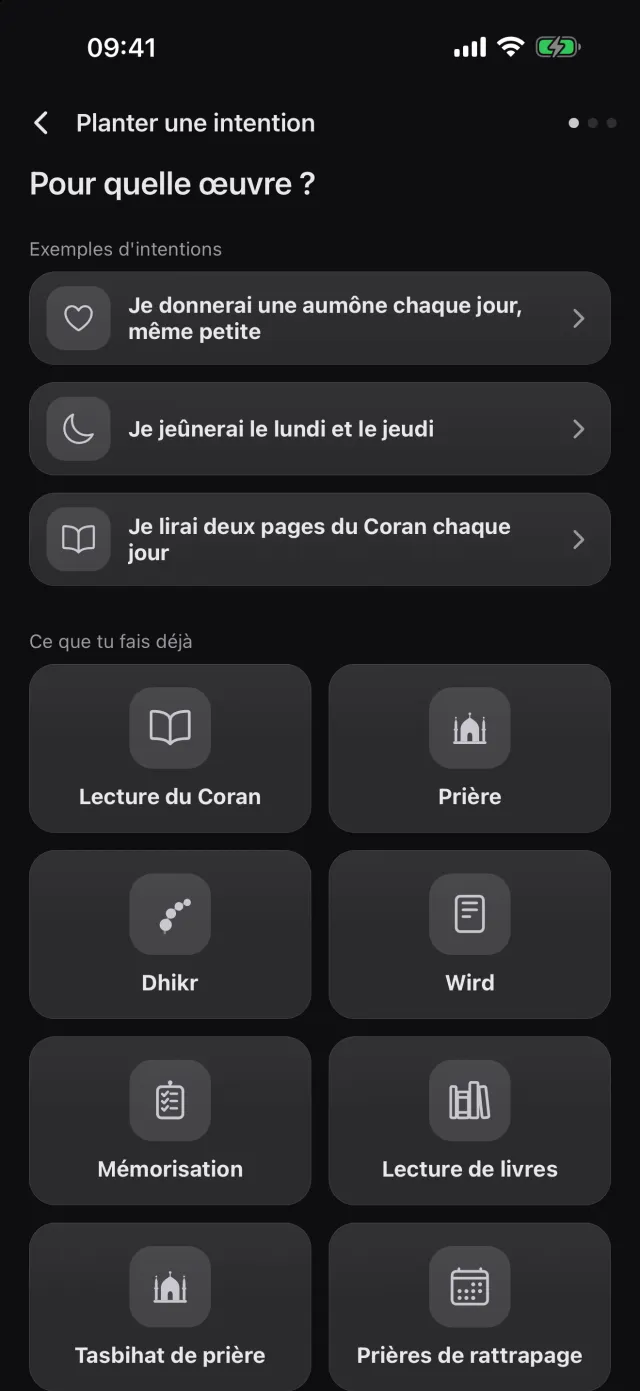 09:41
Planter une intention
Pour quelle œuvre ?
Exemples d'intentions
Je donnerai une aumône chaque jour,
même petite
Je jeûnerai le lundi et le jeudi
Je lirai deux pages du Coran chaque
jour
Ce que tu fais déjà
Lecture du Coran
Prière
Dhikr
Wird
Mémorisation
Lecture de livres
Tasbihat de prière
Prières de rattrapage